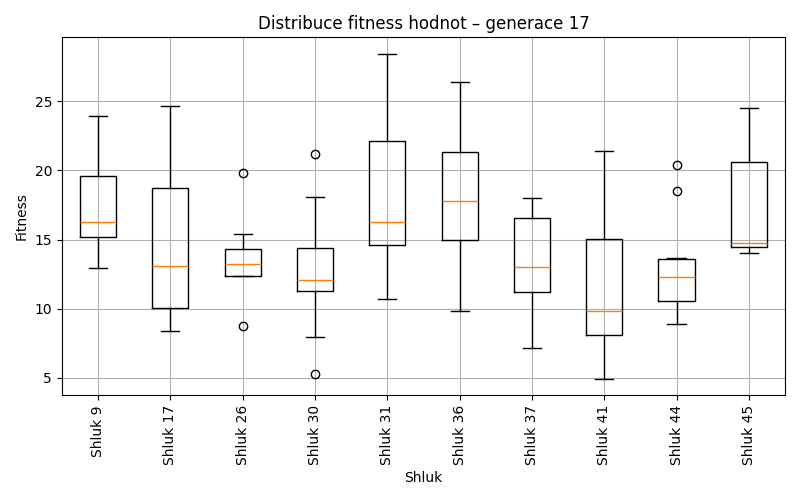 Distribuce fitness hodnot – generace 17
Fitness
25
20
15
10
5
Shluk 9
Shluk 17
Shluk 26
Shluk 30
Shluk 31
Shluk 36
Shluk 37
Shluk 41
Shluk 44
Shluk 45
Shluk